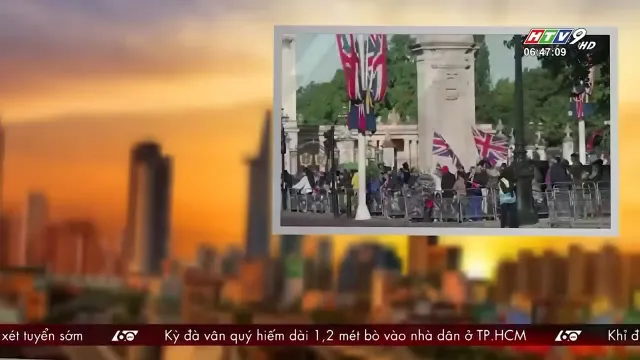 HTV9 HD
06:47:09
xét tuyển sớm 60 Kỳ đà vân quý hiếm dài 1,2 mét bò vào nhà dân ở TP.HCM 60 Khỉ đ